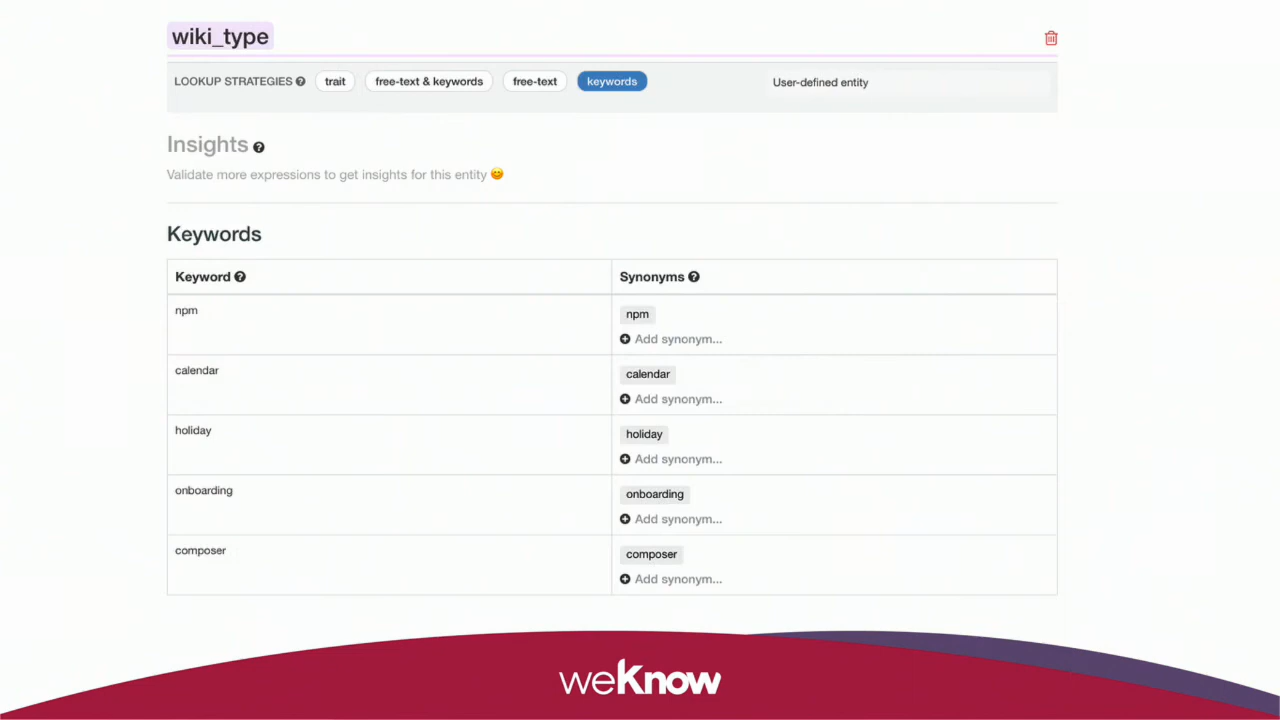 wiki_type
LOOKUP STRATEGIES trait free-text & keywords free-text keywords User-defined entity
Insights
Validate more expressions to get insights for this entity 😊
Keywords
Keyword Synonyms
npm npm
Add synonym...
calendar calendar
Add synonym...
holiday holiday
Add synonym...
onboarding onboarding
Add synonym...
composer composer
Add synonym...
weKnow